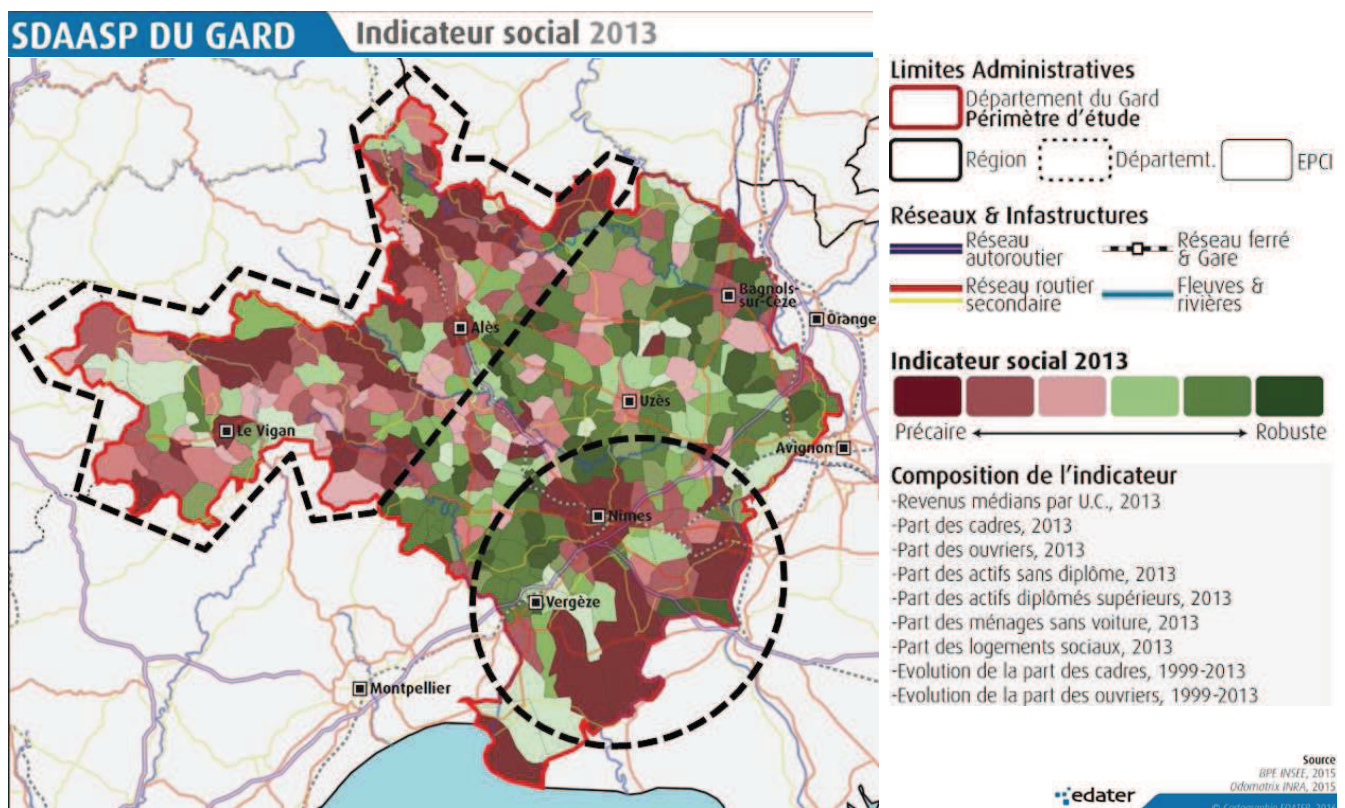 SDAASP DU GARD
Indicateur social 2013
Alès
Bagnols-
sur-Cèze
Orange
Uzès
Le Vigan
Avignon
Nîmes
Vergèze
Montpellier
Limites Administratives
Département du Gard
Périmètre d'étude
Région
Départemt.
EPCI
Réseaux & Infastructures
Réseau
autoroutier
Réseau ferré
& Gare
Réseau routier
secondaire
Fleuves &
rivières
Indicateur social 2013
Précaire
Robuste
Composition de l'indicateur
-Revenus médians par U.C., 2013
-Part des cadres, 2013
-Part des ouvriers, 2013
-Part des actifs sans diplôme, 2013
-Part des actifs diplômés supérieurs, 2013
-Part des ménages sans voiture, 2013
-Part des logements sociaux, 2013
-Evolution de la part des cadres, 1999-2013
-Evolution de la part des ouvriers, 1999-2013
Source
BPE INSEE, 2015
Odomatrix INRA, 2015
edater
© Cartographie EDATER, 2016